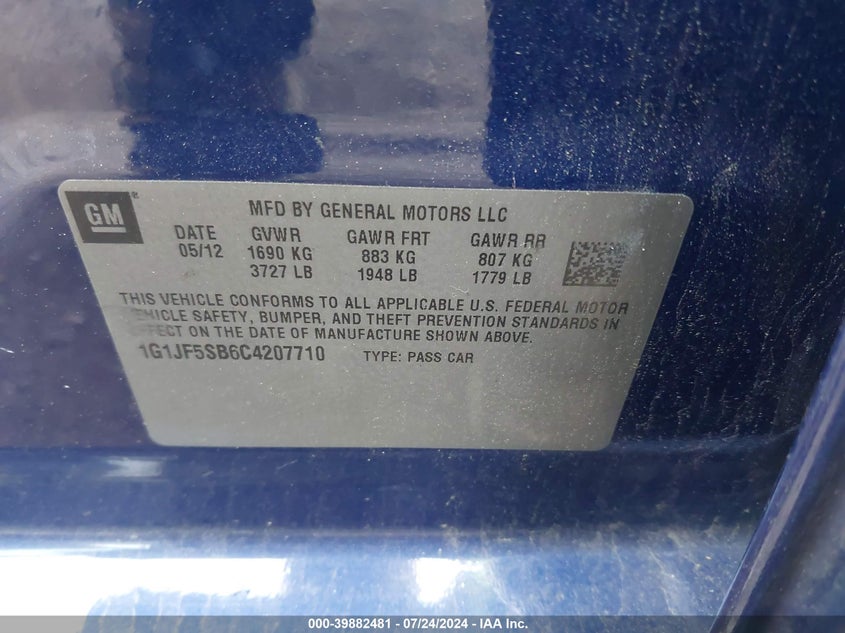 GM ®
MFD BY GENERAL MOTORS LLC
DATE GVWR GAWR FRT GAWR RR
05/12 1690 KG 883 KG 807 KG
3727 LB 1948 LB 1779 LB
THIS VEHICLE CONFORMS TO ALL APPLICABLE U.S. FEDERAL MOTOR
VEHICLE SAFETY, BUMPER, AND THEFT PREVENTION STANDARDS IN
EFFECT ON THE DATE OF MANUFACTURE SHOWN ABOVE.
1G1JF5SB6C4207710 TYPE: PASS CAR
000-39882481 - 07/24/2024 - IAA Inc.